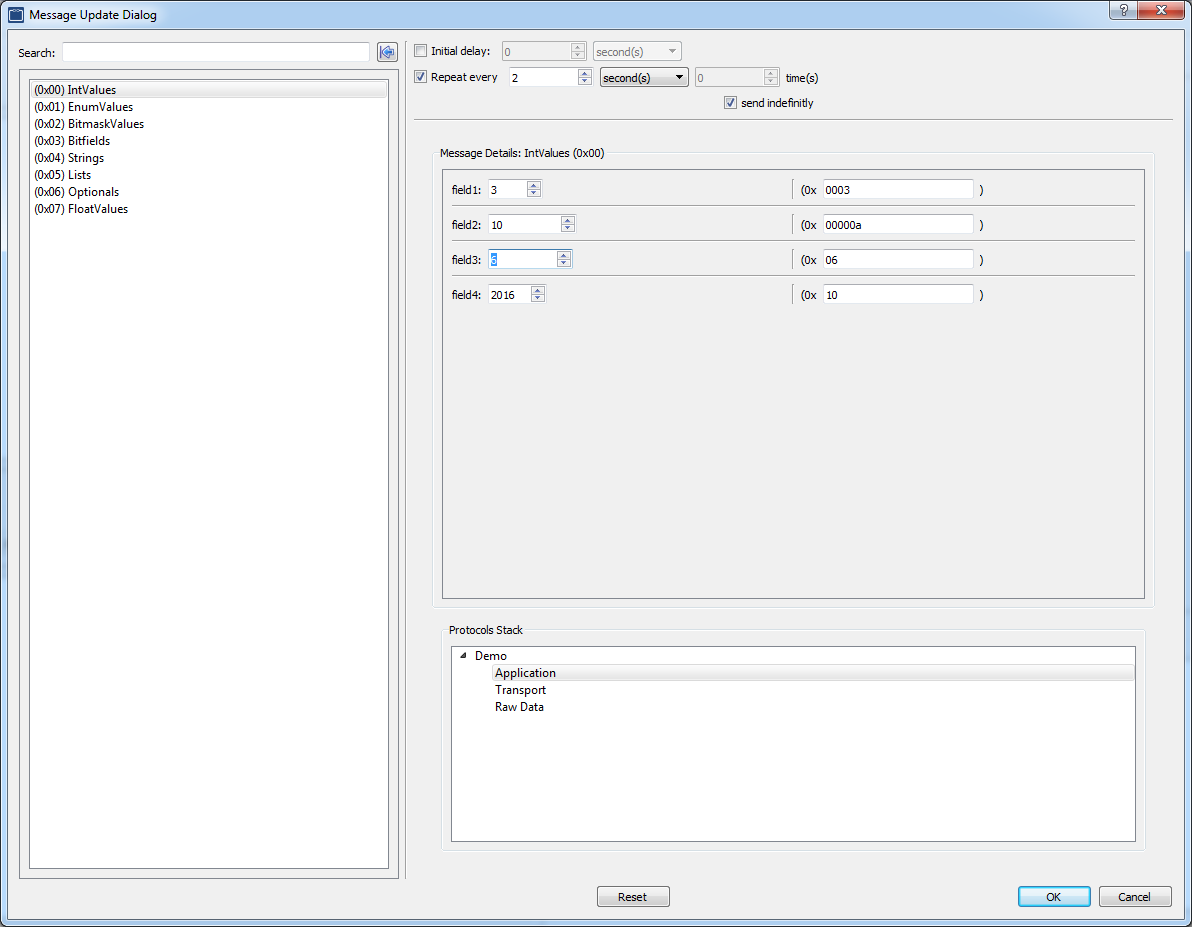 Message Update Dialog
?
Search:
(0x00) IntValues
(0x01) EnumValues
(0x02) BitmaskValues
(0x03) Bitfields
(0x04) Strings
(0x05) Lists
(0x06) Optionals
(0x07) FloatValues
Initial delay: 0 second(s)
Repeat every 2 second(s) 0 time(s)
send indefinitly
Message Details: IntValues (0x00)
field1: 3 (0x 0003 )
field2: 10 (0x 00000a )
field3: 6 (0x 06 )
field4: 2016 (0x 10 )
Protocols Stack
Demo
Application
Transport
Raw Data
Reset OK Cancel